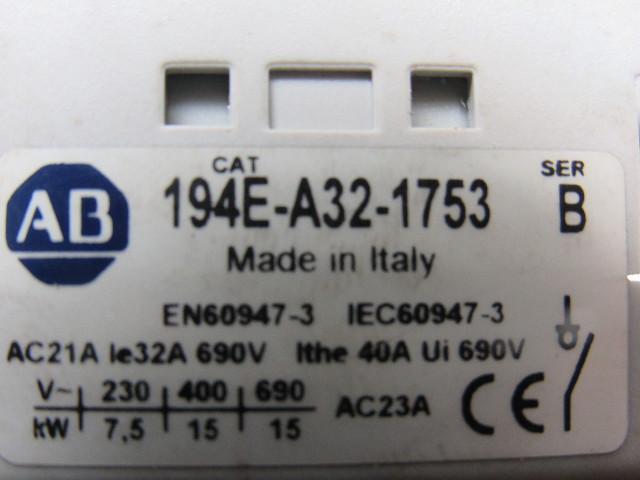 CAT SER
AB 194E-A32-1753 B
Made in Italy
EN60947-3 IEC60947-3
AC21A Ie32A 690V Ithe 40A Ui 690V
V~ 230 400 690
kW 7,5 15 15
AC23A CE